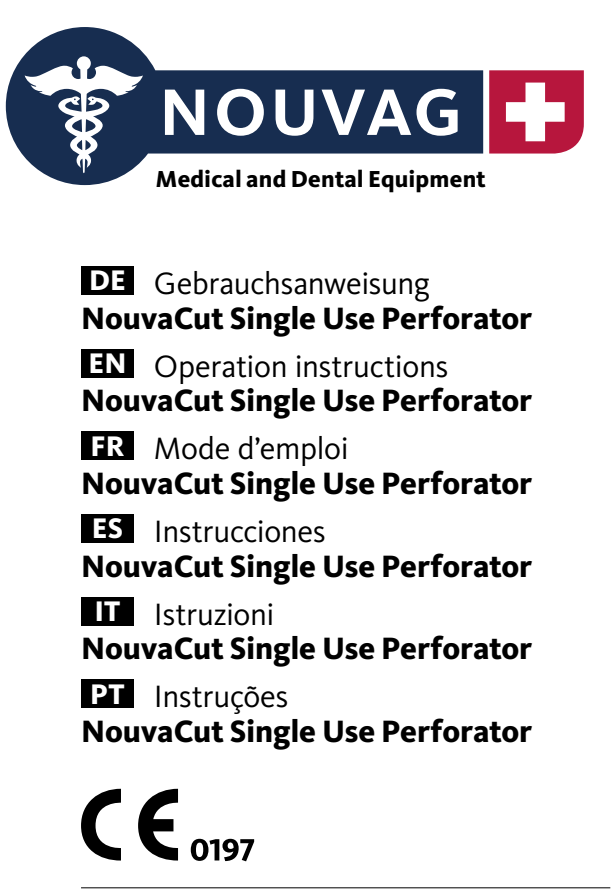 NOUVAG
Medical and Dental Equipment
DE Gebrauchsanweisung
NouvaCut Single Use Perforator
EN Operation instructions
NouvaCut Single Use Perforator
FR Mode d’emploi
NouvaCut Single Use Perforator
ES Instrucciones
NouvaCut Single Use Perforator
IT Istruzioni
NouvaCut Single Use Perforator
PT Instruções
NouvaCut Single Use Perforator
CE 0197